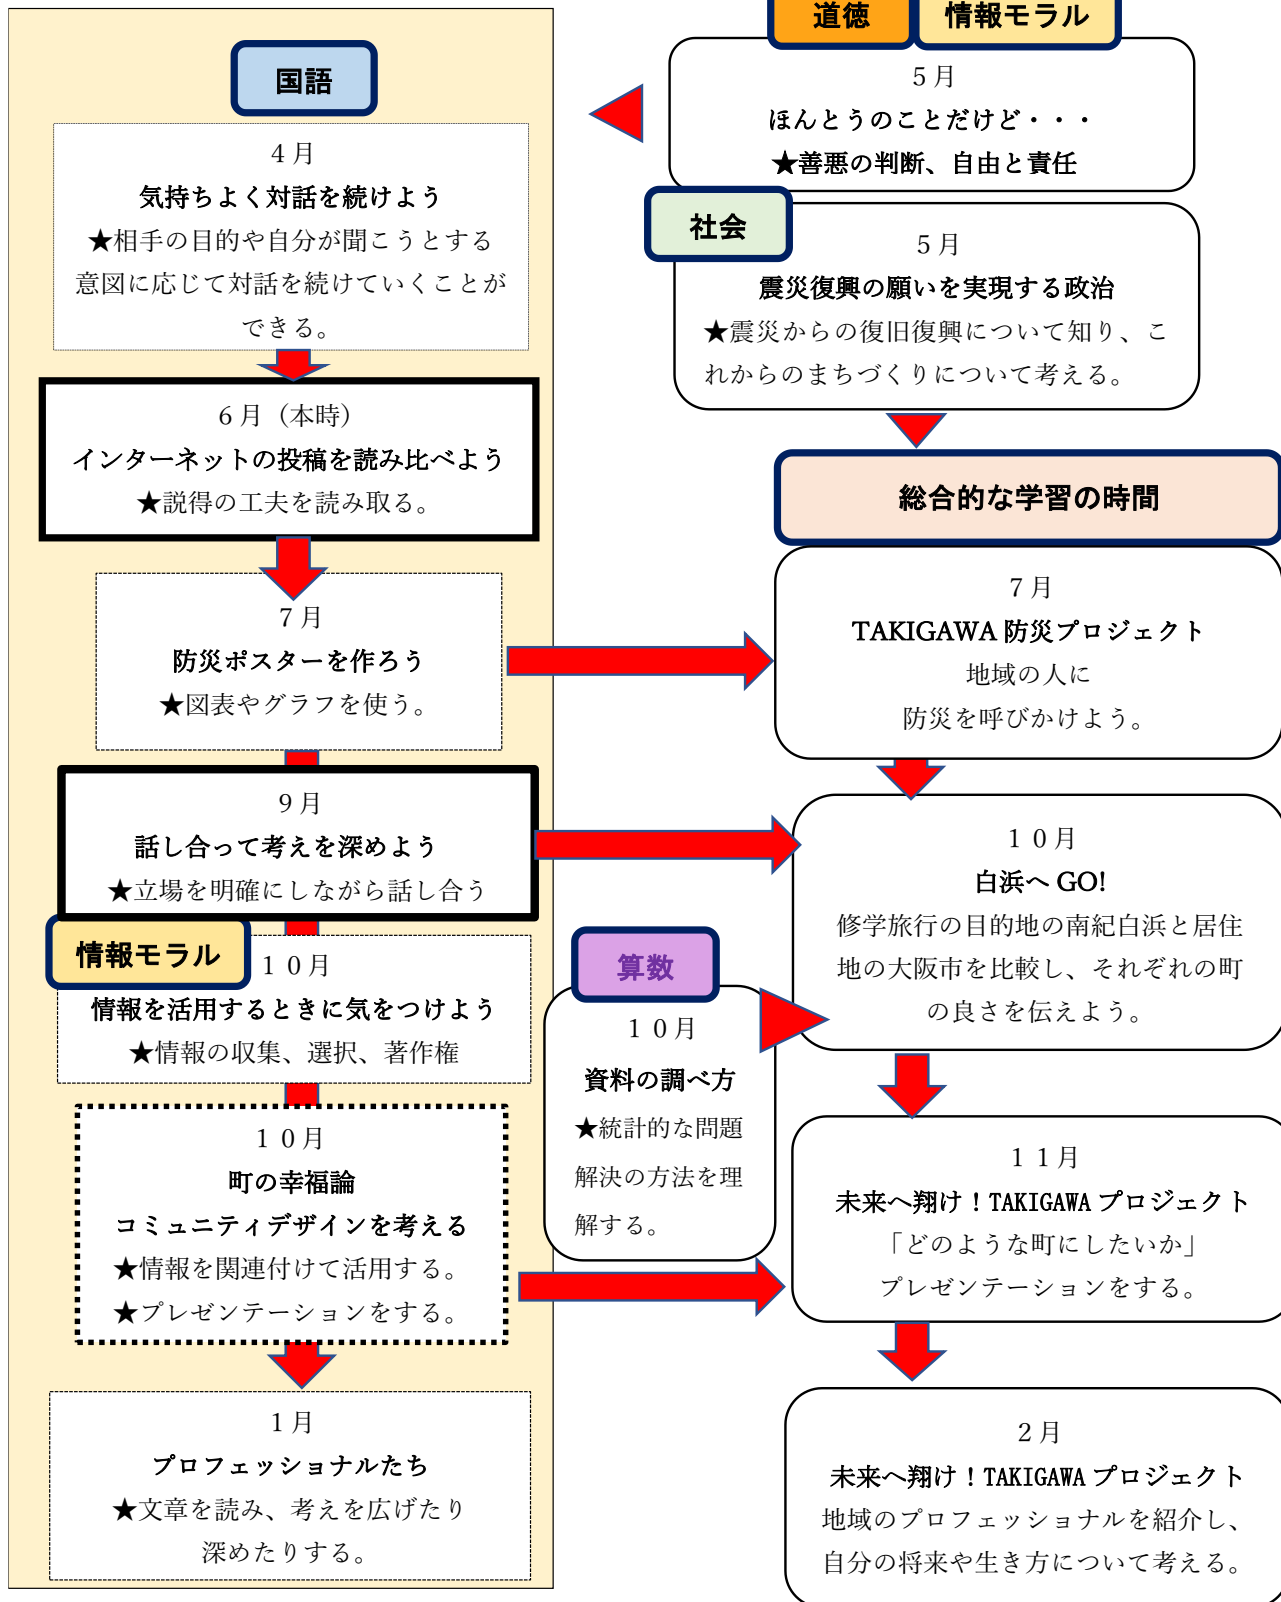 国語
4月
気持ちよく対話を続けよう
★相手の目的や自分が聞こうとする
意図に応じて対話を続けていくことが
できる。
6月（本時）
インターネットの投稿を読み比べよう
★説得の工夫を読み取る。
7月
防災ポスターを作ろう
★図表やグラフを使う。
9月
話し合って考えを深めよう
★立場を明確にしながら話し合う
情報モラル
10月
情報を活用するときに気をつけよう
★情報の収集、選択、著作権
10月
町の幸福論
コミュニティデザインを考える
★情報を関連付けて活用する。
★プレゼンテーションをする。
1月
プロフェッショナルたち
★文章を読み、考えを広げたり
深めたりする。
道徳
情報モラル
5月
ほんとうのことだけど・・・
★善悪の判断、自由と責任
社会
5月
震災復興の願いを実現する政治
★震災からの復旧復興について知り、こ
れからのまちづくりについて考える。
総合的な学習の時間
7月
TAKIGAWA 防災プロジェクト
地域の人に
防災を呼びかけよう。
10月
白浜へ GO!
修学旅行の目的地の南紀白浜と居住
地の大阪市を比較し、それぞれの町
の良さを伝えよう。
算数
10月
資料の調べ方
★統計的な問題
解決の方法を理
解する。
11月
未来へ翔け！TAKIGAWA プロジェクト
「どのような町にしたいか」
プレゼンテーションをする。
2月
未来へ翔け！TAKIGAWA プロジェクト
地域のプロフェッショナルを紹介し、
自分の将来や生き方について考える。